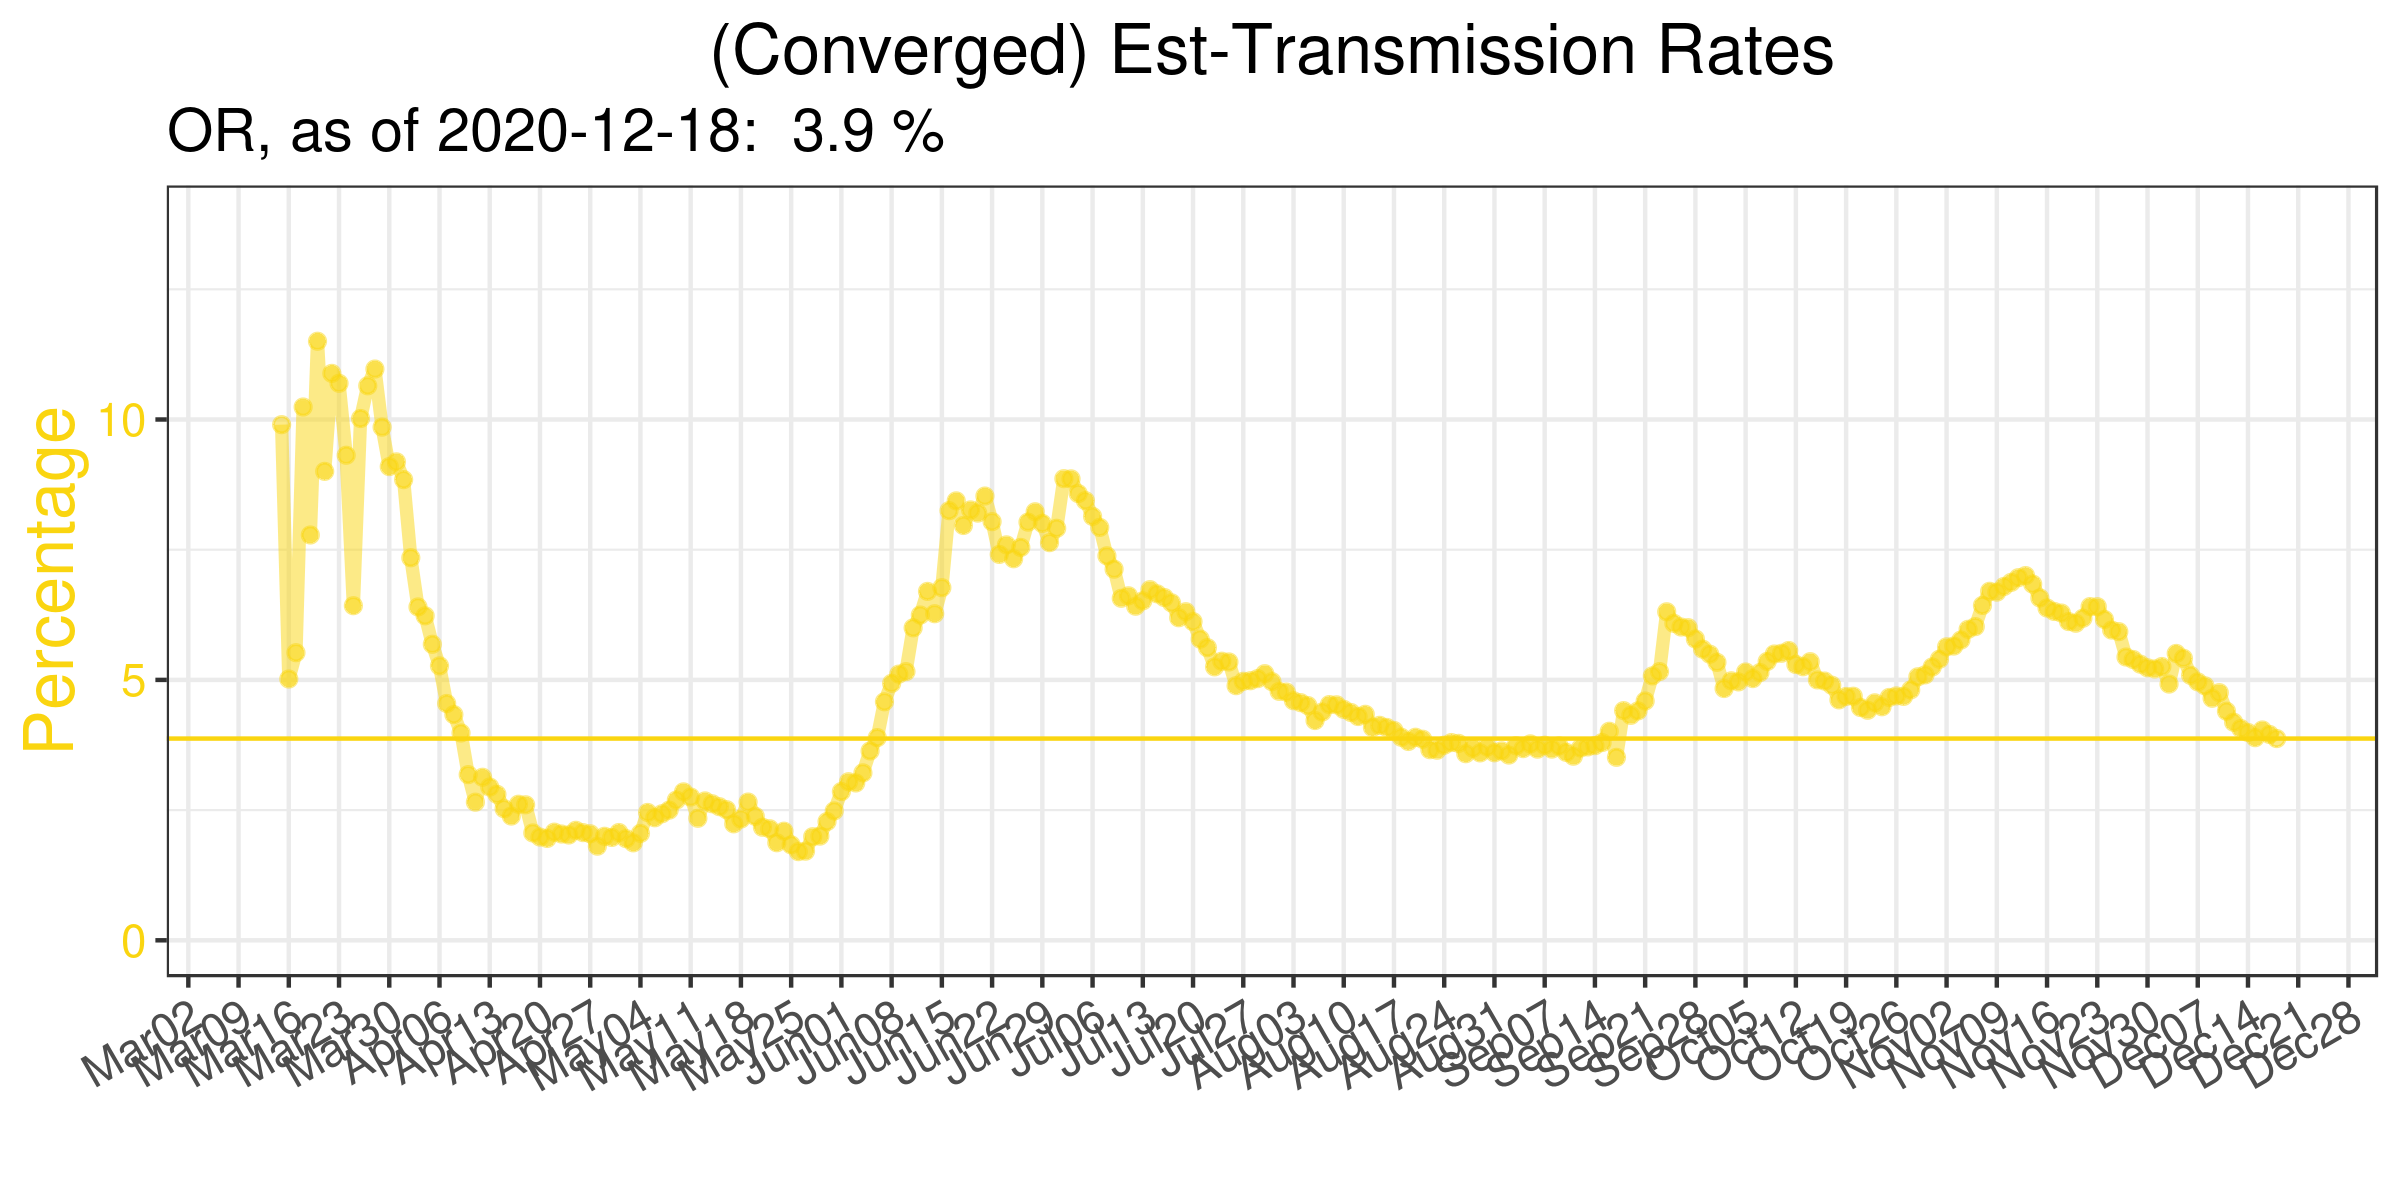 (Converged) Est-Transmission Rates
OR, as of 2020-12-18:  3.9 %
Percentage
10
5
0
Mar02
Mar09
Mar16
Mar23
Mar30
Apr06
Apr13
Apr20
Apr27
May04
May11
May18
May25
Jun01
Jun08
Jun15
Jun22
Jun29
Jul06
Jul13
Jul20
Jul27
Aug03
Aug10
Aug17
Aug24
Aug31
Sep07
Sep14
Sep21
Sep28
Oct05
Oct12
Oct19
Oct26
Nov02
Nov09
Nov16
Nov23
Nov30
Dec07
Dec14
Dec21
Dec28